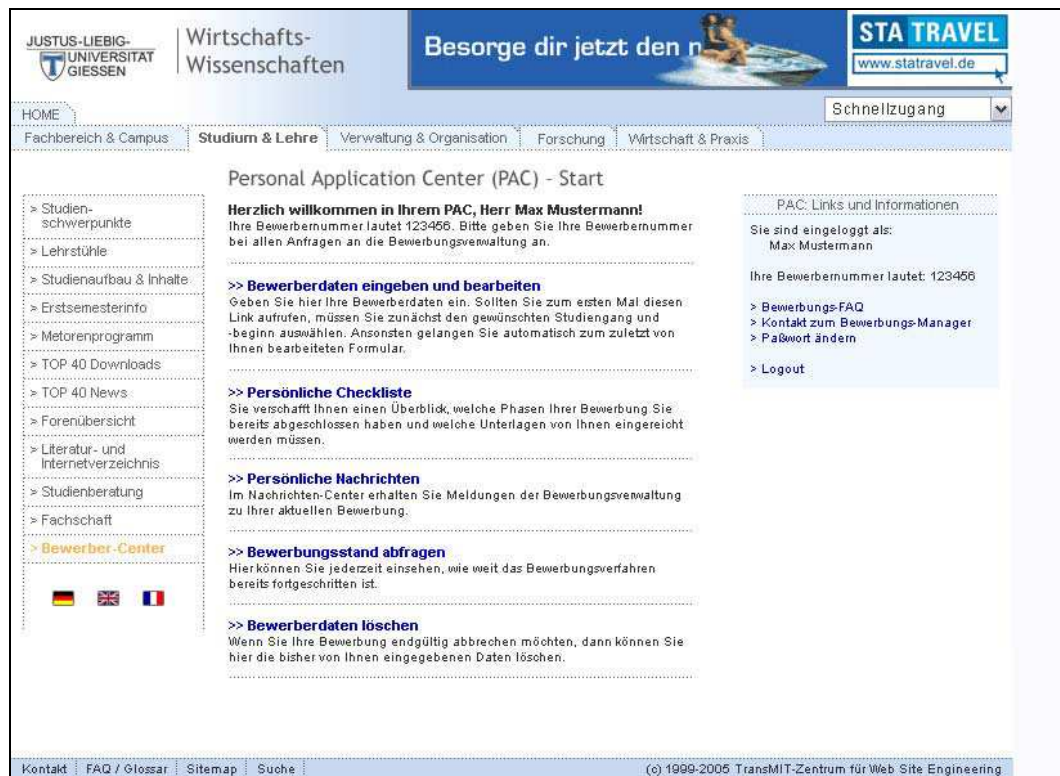 JUSTUS-LIEBIG-
UNIVERSITÄT
GIESSEN
Wirtschafts-
Wissenschaften
Besorge dir jetzt den n
STA TRAVEL
www.statravel.de
HOME
Schnellzugang
Fachbereich & Campus
Studium & Lehre
Verwaltung & Organisation
Forschung
Wirtschaft & Praxis
Personal Application Center (PAC) - Start
> Studien-
schwerpunkte
> Lehrstühle
> Studienaufbau & Inhalte
> Erstsemesterinfo
> Metorenprogramm
> TOP 40 Downloads
> TOP 40 News
> Forenübersicht
> Literatur- und
Internetverzeichnis
> Studienberatung
> Fachschaft
> Bewerber-Center
Herzlich willkommen in Ihrem PAC, Herr Max Mustermann!
Ihre Bewerbernummer lautet 123456. Bitte geben Sie Ihre Bewerbernummer
bei allen Anfragen an die Bewerbungsverwaltung an.
>> Bewerberdaten eingeben und bearbeiten
Geben Sie hier Ihre Bewerberdaten ein. Sollten Sie zum ersten Mal diesen
Link aufrufen, müssen Sie zunächst den gewünschten Studiengang und
-beginn auswählen. Ansonsten gelangen Sie automatisch zum zuletzt von
Ihnen bearbeiteten Formular.
>> Persönliche Checkliste
Sie verschafft Ihnen einen Überblick, welche Phasen Ihrer Bewerbung Sie
bereits abgeschlossen haben und welche Unterlagen von Ihnen eingereicht
werden müssen.
>> Persönliche Nachrichten
Im Nachrichten-Center erhalten Sie Meldungen der Bewerbungsverwaltung
zu Ihrer aktuellen Bewerbung.
>> Bewerbungsstand abfragen
Hier können Sie jederzeit einsehen, wie weit das Bewerbungsverfahren
bereits fortgeschritten ist.
>> Bewerberdaten löschen
Wenn Sie Ihre Bewerbung endgültig abbrechen möchten, dann können Sie
hier die bisher von Ihnen eingegebenen Daten löschen.
PAC: Links und Informationen
Sie sind eingeloggt als:
Max Mustermann
Ihre Bewerbernummer lautet: 123456
> Bewerbungs-FAQ
> Kontakt zum Bewerbungs-Manager
> Paßwort ändern
> Logout
Kontakt
FAQ / Glossar
Sitemap
Suche
(c) 1999-2005 TransMIT-Zentrum für Web Site Engineering